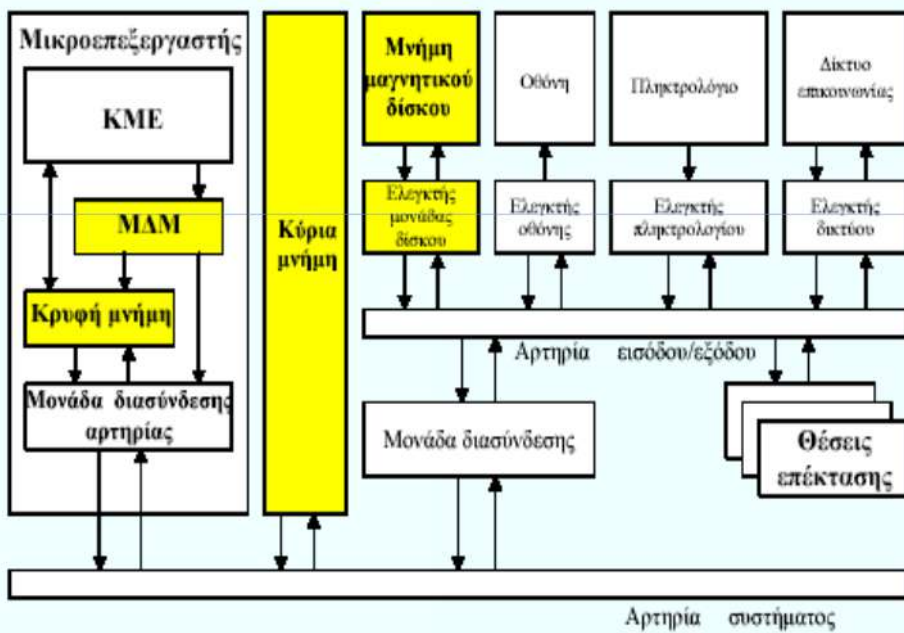 Μικροεπεξεργαστής
ΚΜΕ
ΜΔΜ
Κρυφή μνήμη
Μονάδα διασύνδεσης
αρτηρίας
Κύρια
μνήμη
Μνήμη
μαγνητικού
δίσκου
Οθόνη
Πληκτρολόγιο
Δίκτυο
επικοινωνίας
Ελεγκτής
μονάδας
δίσκου
Ελεγκτής
οθόνης
Ελεγκτής
πληκτρολογίου
Ελεγκτής
δικτύου
Αρτηρία εισόδου/εξόδου
Μονάδα διασύνδεσης
Θέσεις
επέκτασης
Αρτηρία συστήματος